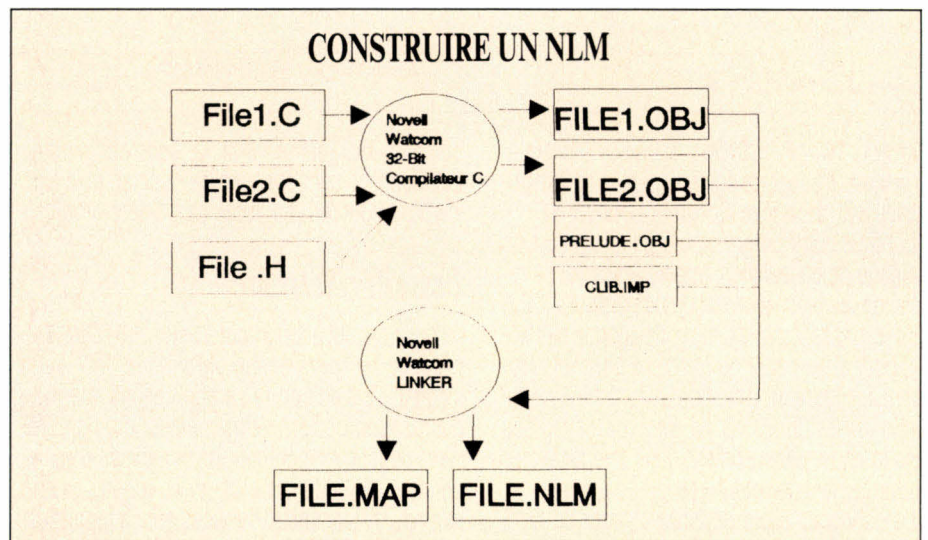 CONSTRUIRE UN NLM
File1.C
File2.C
File .H
Novell
Watcom
32-Bit
Compilateur C
FILE1.OBJ
FILE2.OBJ
PRELUDE.OBJ
CLIB.IMP
Novell
Watcom
LINKER
FILE.MAP
FILE.NLM